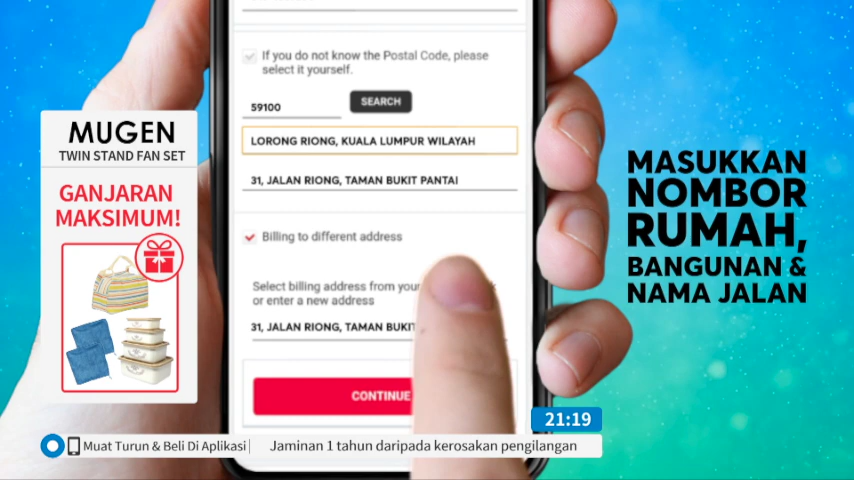 If you do not know the Postal Code, please
select it yourself.
59100
SEARCH
LORONG RIONG, KUALA LUMPUR WILAYAH
31, JALAN RIONG, TAMAN BUKIT PANTAI
Billing to different address
Select billing address from your
or enter a new address
31, JALAN RIONG, TAMAN BUKIT
CONTINUE
MUGEN
TWIN STAND FAN SET
GANJARAN
MAKSIMUM!
MASUKKAN
NOMBOR
RUMAH,
BANGUNAN &
NAMA JALAN
21:19
Muat Turun & Beli Di Aplikasi
Jaminan 1 tahun daripada kerosakan pengilangan